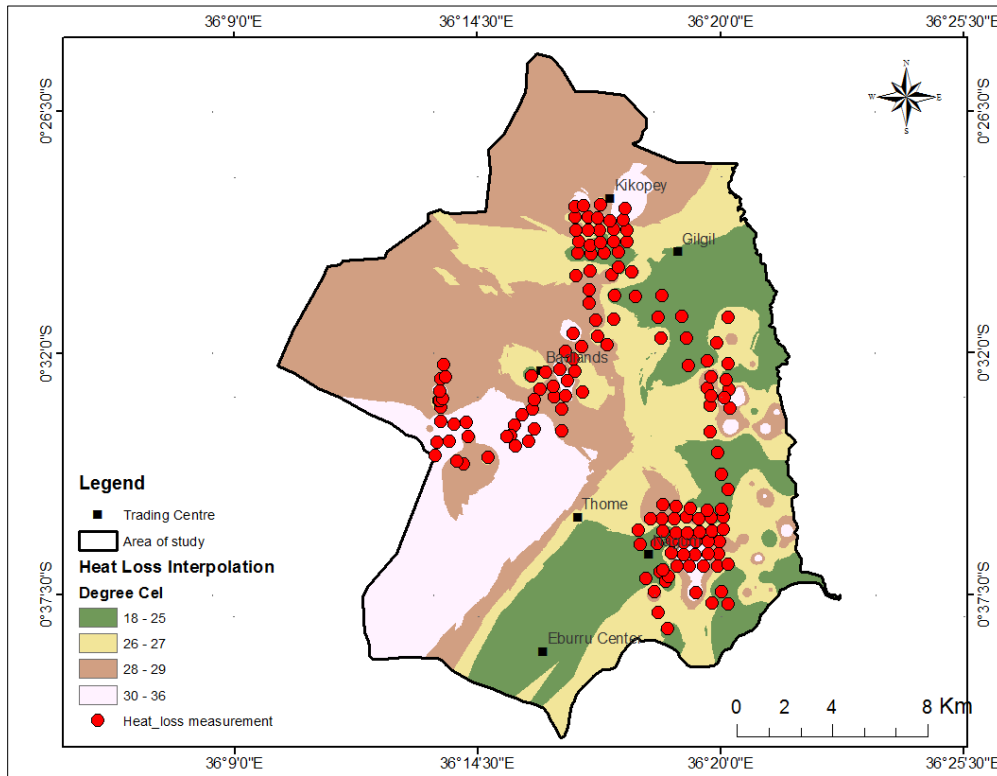 36°9'0"E 36°14'30"E 36°20'0"E 36°25'30"E
N
W E
S
0°26'30"S 0°26'30"S
Kikopey
Gilgil
0°32'0"S 0°32'0"S
Legend
Trading Centre
Area of study
Heat Loss Interpolation
Degree Cel
18 - 25
26 - 27
28 - 29
30 - 36
Heat_loss measurement
Thome
0°37'30"S 0°37'30"S
Eburru Center
0 2 4 8 Km
36°9'0"E 36°14'30"E 36°20'0"E 36°25'30"E